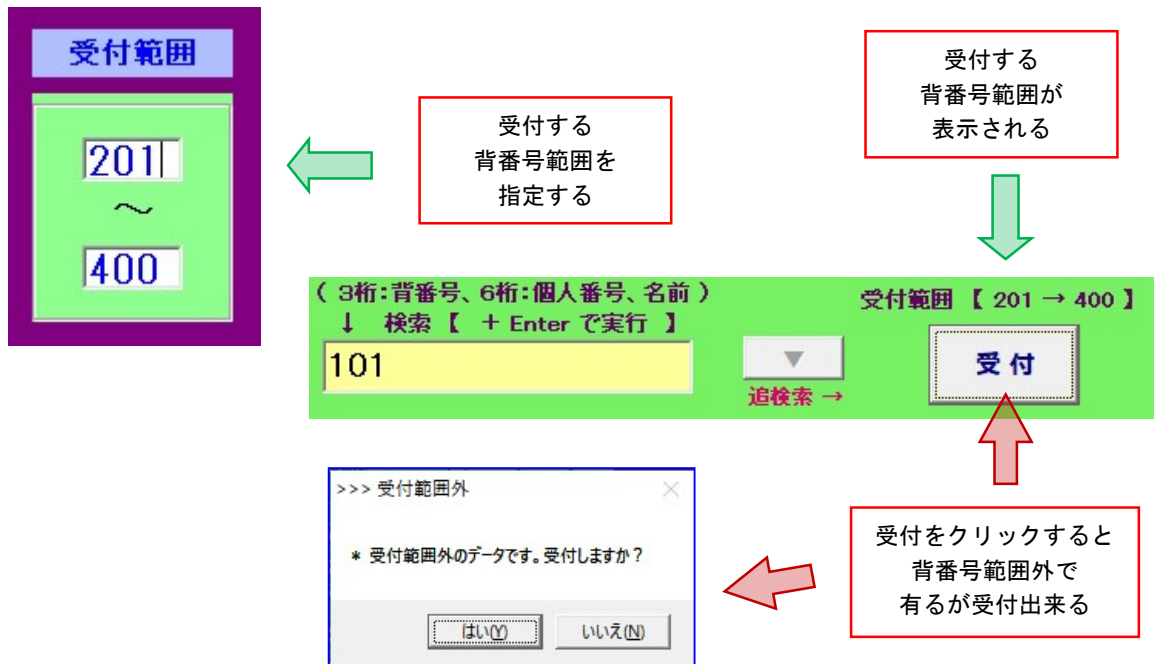 受付範囲
201
～
400
受付する
背番号範囲を
指定する
受付する
背番号範囲が
表示される
( 3桁：背番号、6桁：個人番号、名前 )
↓ 検索【 + Enter で実行 】
101
▼
追検索 →
受付範囲 【 201 → 400 】
受 付
>>> 受付範囲外
* 受付範囲外のデータです。受付しますか？
はい(Y)
いいえ(N)
受付をクリックすると
背番号範囲外で
有るが受付出来る